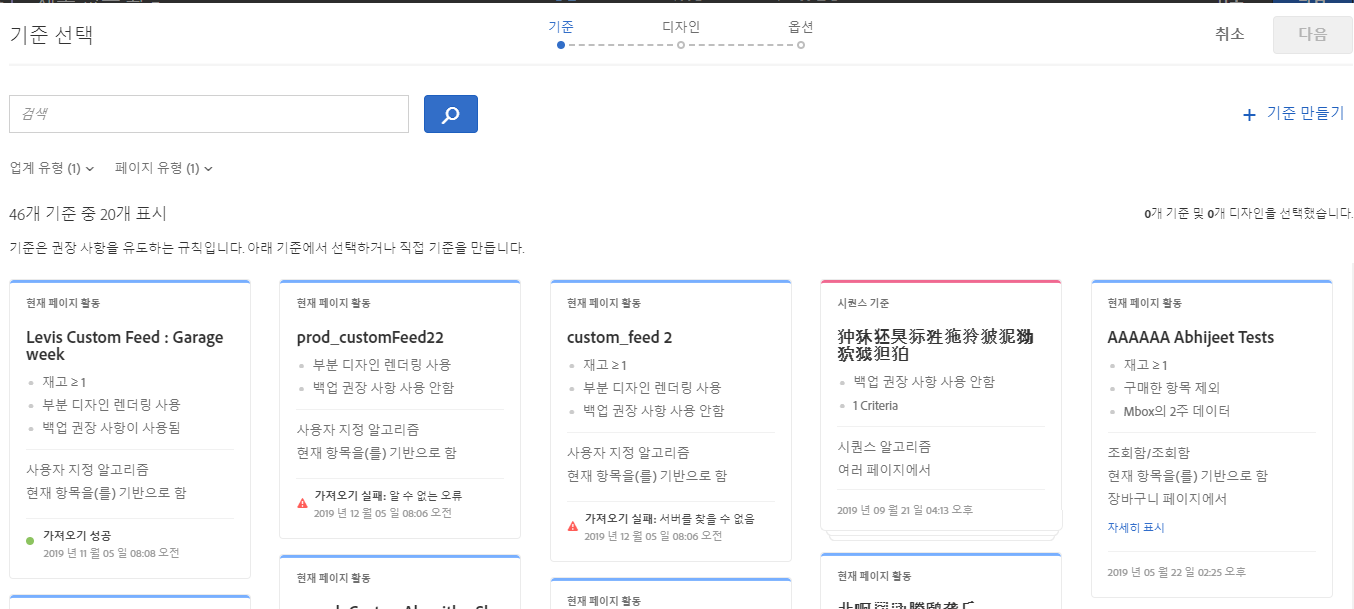 기준 선택
기준
디자인
옵션
취소
다음
검색
+ 기준 만들기
업계 유형 (1)
페이지 유형 (1)
46개 기준 중 20개 표시
0개 기준 및 0개 디자인을 선택했습니다.
기준은 권장 사항을 유도하는 규칙입니다. 아래 기준에서 선택하거나 직접 기준을 만듭니다.
현재 페이지 활동
Levis Custom Feed : Garage
week
재고 ≥ 1
부분 디자인 렌더링 사용
백업 권장 사항이 사용됨
사용자 지정 알고리즘
현재 항목을(를) 기반으로 함
가져오기 성공
2019 년 11 월 05 일 08:08 오전
현재 페이지 활동
prod_customFeed22
부분 디자인 렌더링 사용
백업 권장 사항 사용 안함
사용자 지정 알고리즘
현재 항목을(를) 기반으로 함
가져오기 실패: 알 수 없는 오류
2019 년 12 월 05 일 08:06 오전
현재 페이지 활동
현재 페이지 활동
custom_feed 2
재고 ≥ 1
부분 디자인 렌더링 사용
백업 권장 사항 사용 안함
사용자 지정 알고리즘
현재 항목을(를) 기반으로 함
가져오기 실패: 서버를 찾을 수 없음
2019 년 12 월 05 일 08:06 오전
현재 페이지 활동
시퀀스 기준
백업 권장 사항 사용 안함
1 Criteria
시퀀스 알고리즘
여러 페이지에서
2019 년 09 월 21 일 04:13 오후
현재 페이지 활동
현재 페이지 활동
AAAAAA Abhijeet Tests
재고 ≥ 1
구매한 항목 제외
Mbox의 2주 데이터
조회함/조회함
현재 항목을(를) 기반으로 함
장바구니 페이지에서
자세히 표시
2019 년 05 월 22 일 02:25 오후